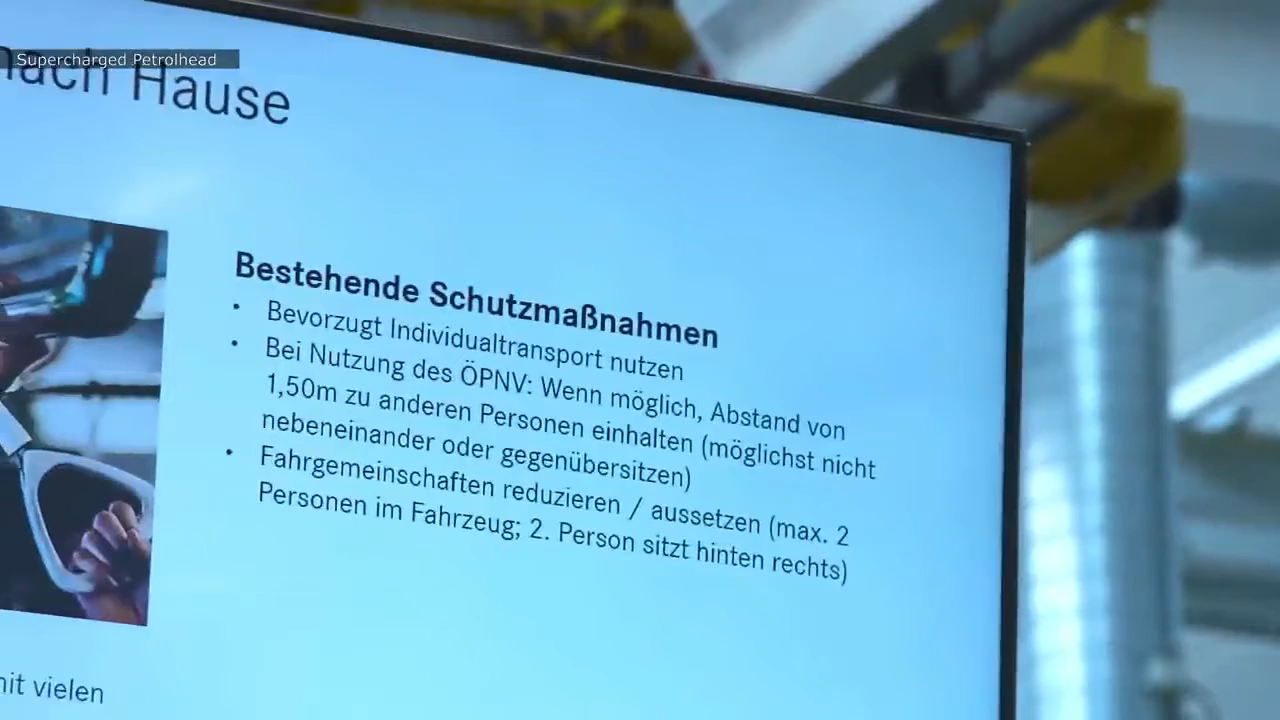 Supercharged Petrolhead
nach Hause
Bestehende Schutzmaßnahmen
• Bevorzugt Individualtransport nutzen
• Bei Nutzung des ÖPNV: Wenn möglich, Abstand von
1,50m zu anderen Personen einhalten (möglichst nicht
nebeneinander oder gegenübersitzen)
• Fahrgemeinschaften reduzieren / aussetzen (max. 2
Personen im Fahrzeug; 2. Person sitzt hinten rechts)
mit vielen